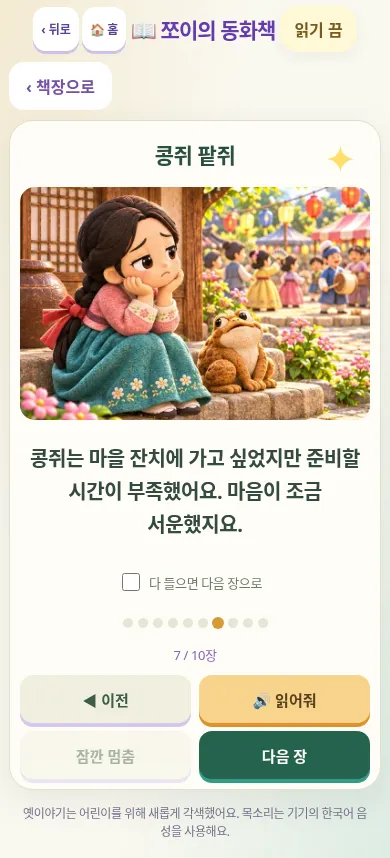 ‹ 뒤로
🏠 홈
📖 쪼이의 동화책
읽기 끔
‹ 책장으로
콩쥐 팥쥐
콩쥐는 마을 잔치에 가고 싶었지만 준비할
시간이 부족했어요. 마음이 조금
서운했지요.
다 들으면 다음 장으로
7 / 10장
◀ 이전
🔊 읽어줘
잠깐 멈춤
다음 장
옛이야기는 어린이를 위해 새롭게 각색했어요. 목소리는 기기의 한국어 음
성을 사용해요.